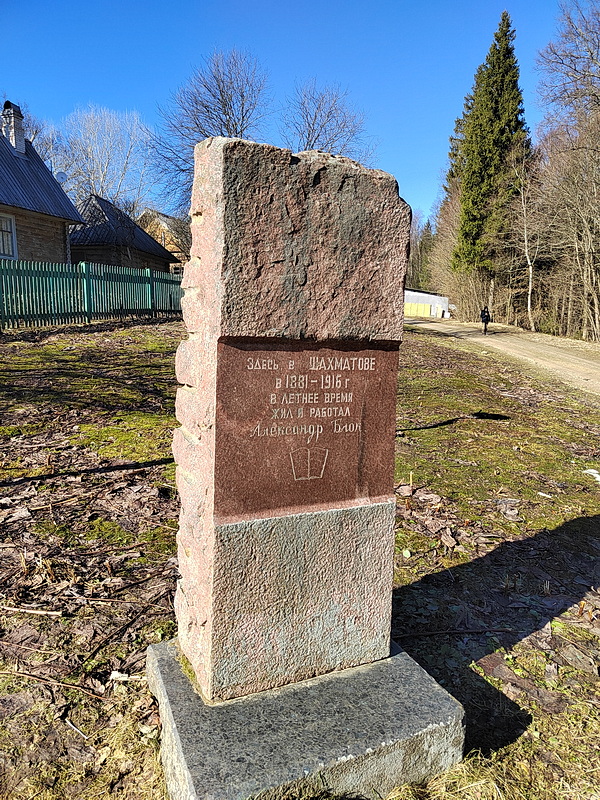 Здесь в ШАХМАТОВЕ
в 1881-1916 г
в летнее время
жил и работал
Александр Блок